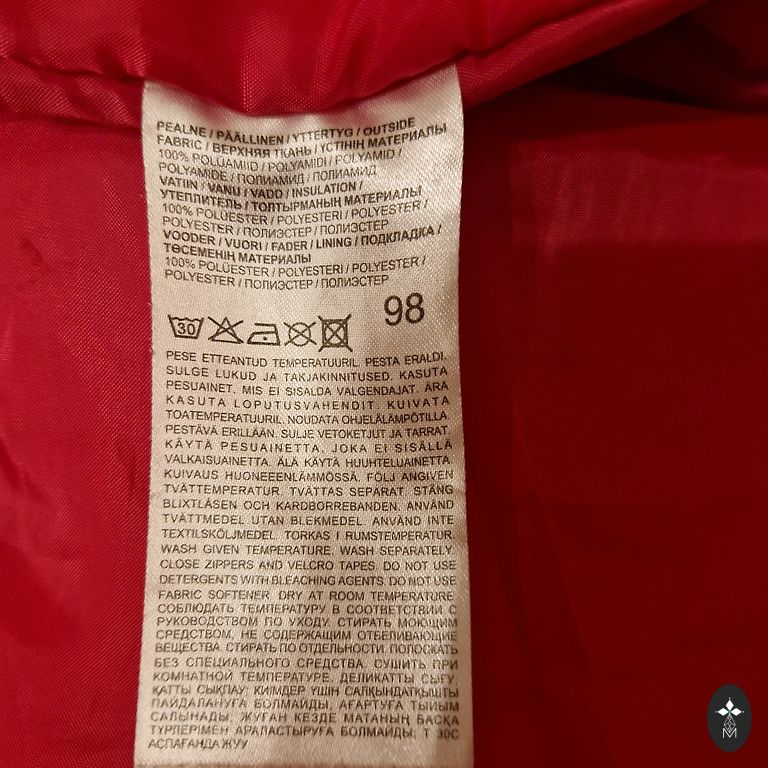 PEALNE / PÄÄLLINEN / YTTERTYG / OUTSIDE
FABRIC / ВЕРХНЯЯ ТКАНЬ / ҮСТІНІҢ МАТЕРИАЛЫ
100% POLÜAMIID / POLYAMIDI / POLYAMID /
POLYAMIDE / ПОЛИАМИД / ПОЛИАМИД
VATIIN / VANU / VADD / INSULATION /
УТЕПЛИТЕЛЬ / ТОЛТЫРМАНЫҢ МАТЕРИАЛЫ
100% POLÜESTER / POLYESTERI / POLYESTER /
POLYESTER / ПОЛИЭСТЕР / ПОЛИЭСТЕР
VOODER / VUORI / FADER / LINING / ПОДКЛАДКА /
ТӨСЕМЕНІҢ МАТЕРИАЛЫ
100% POLÜESTER / POLYESTERI / POLYESTER /
POLYESTER / ПОЛИЭСТЕР / ПОЛИЭСТЕР
30
98
PESE ETTEANTUD TEMPERATUURIL. PESTA ERALDI.
SULGE LUKUD JA TAKJAKINNITUSED. KASUTA
PESUAINET, MIS EI SISALDA VALGENDAJAT. ÄRA
KASUTA LOPUTUSVAHENDIT. KUIVATA
TOATEMPERATUURIL. NOUDATA OHJELÄLÄMPÖTILLA.
PESTÄVÄ ERILLÄÄN. SULJE VETOKETJUT JA TARRAT.
KÄYTÄ PESUAINETTA, JOKA EI SISÄLLÄ
VALKAISUAINETTA. ÄLÄ KÄYTÄ HUUHTELUAINETTA.
KUIVAUS HUONEEENLÄMMÖSSÄ. FÖLJ ANGIVEN
TVÄTTEMPERATUR. TVÄTTAS SEPARAT. STÄNG
BLIXTLÅSEN OCH KARDBORREBANDEN. ANVÄND
TVÄTTMEDEL UTAN BLEKMEDEL. ANVÄND INTE
TEXTILSKÖLJMEDEL. TORKAS I RUMSTEMPERATUR.
WASH GIVEN TEMPERATURE. WASH SEPARATELY.
CLOSE ZIPPERS AND VELCRO TAPES. DO NOT USE
DETERGENTS WITH BLEACHING AGENTS. DO NOT USE
FABRIC SOFTENER. DRY AT ROOM TEMPERATURE.
СОБЛЮДАТЬ ТЕМПЕРАТУРУ В СООТВЕТСТВИИ С
РУКОВОДСТВОМ ПО УХОДУ. СТИРАТЬ МОЮЩИМ
СРЕДСТВОМ, НЕ СОДЕРЖАЩИМ ОТБЕЛИВАЮЩИЕ
ВЕЩЕСТВА. СТИРАТЬ ПО ОТДЕЛЬНОСТИ. ПОЛОСКАТЬ
БЕЗ СПЕЦИАЛЬНОГО СРЕДСТВА. СУШИТЬ ПРИ
КОМНАТНОЙ ТЕМПЕРАТУРЕ. ДЕЛИКАТТЫ СЫҒУ;
ҚАТТЫ СЫҚПАУ; КИІМДЕР ҮШІН САЛҚЫНДАТҚЫШТЫ
ПАЙДАЛАНУҒА БОЛМАЙДЫ, АҒАРТУҒА ТЫЙЫМ
САЛЫНАДЫ; ЖУҒАН КЕЗДЕ МАТАНЫҢ БАСҚА
ТҮРЛЕРІМЕН АРАЛАСТЫРУҒА БОЛМАЙДЫ; Т 30С
АСПАҒАНДА ЖУУ